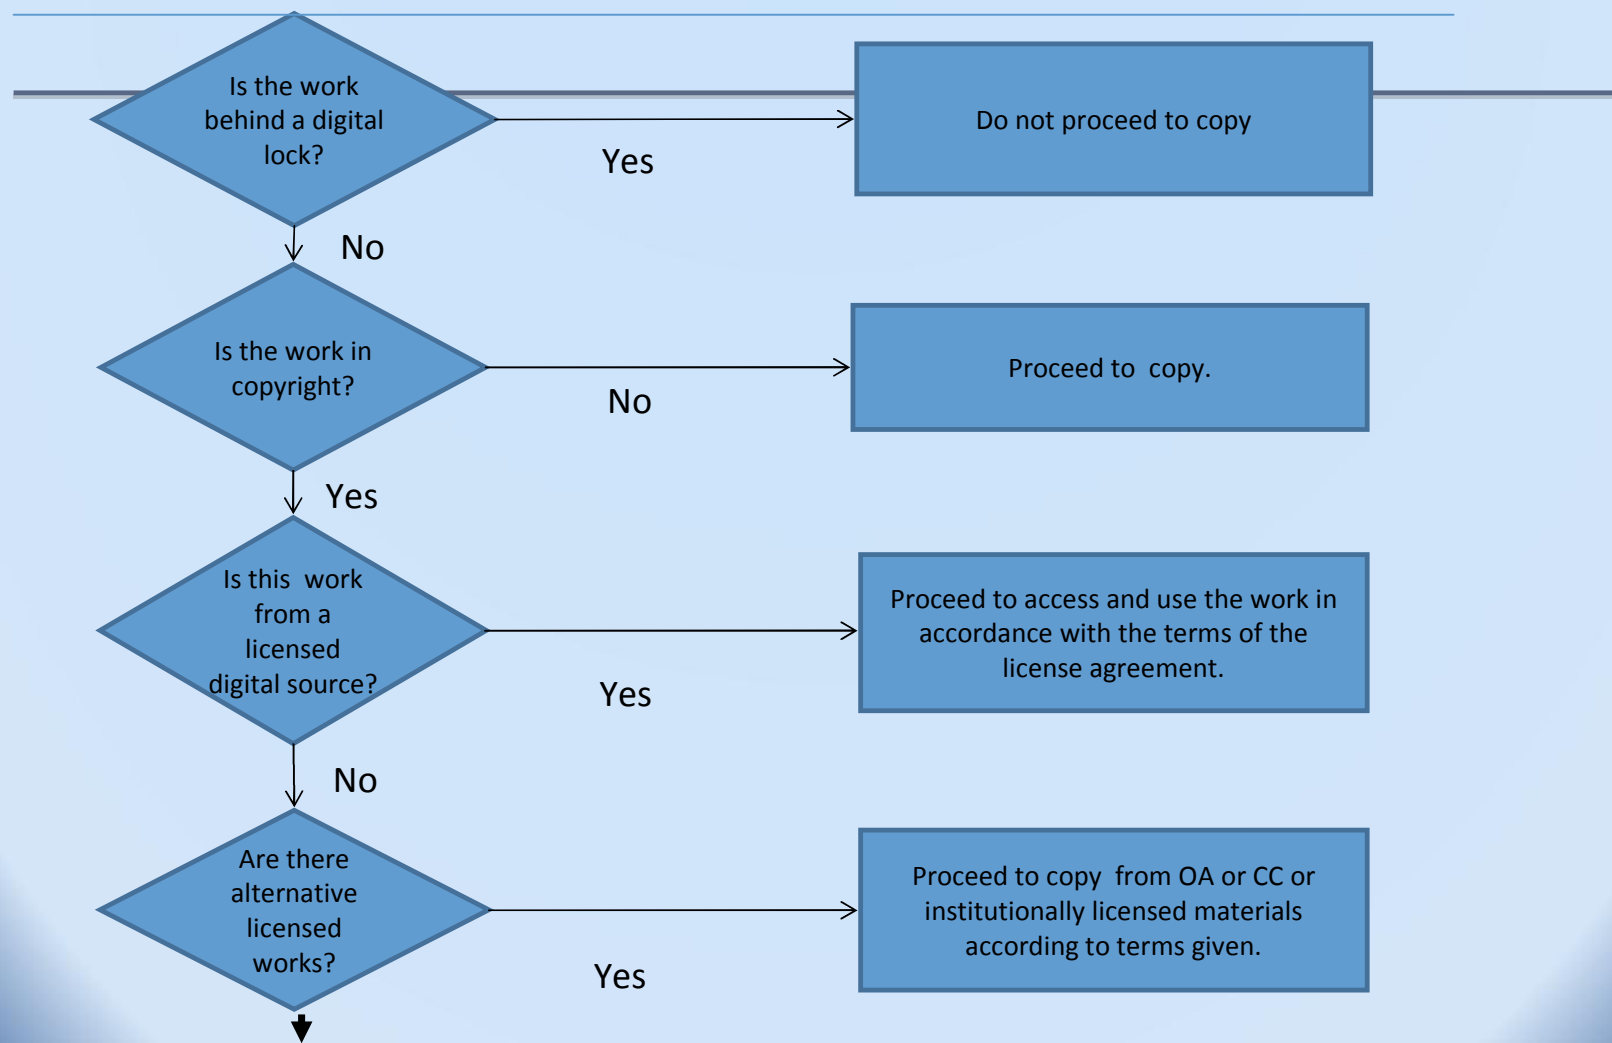 Is the work
behind a digital
lock?
Yes
Do not proceed to copy
No
Is the work in
copyright?
No
Proceed to  copy.
Yes
Is this  work
from a
licensed
digital source?
Yes
Proceed to access and use the work in
accordance with the terms of the
license agreement.
No
Are there
alternative
licensed
works?
Yes
Proceed to copy  from OA or CC or
institutionally licensed materials
according to terms given.